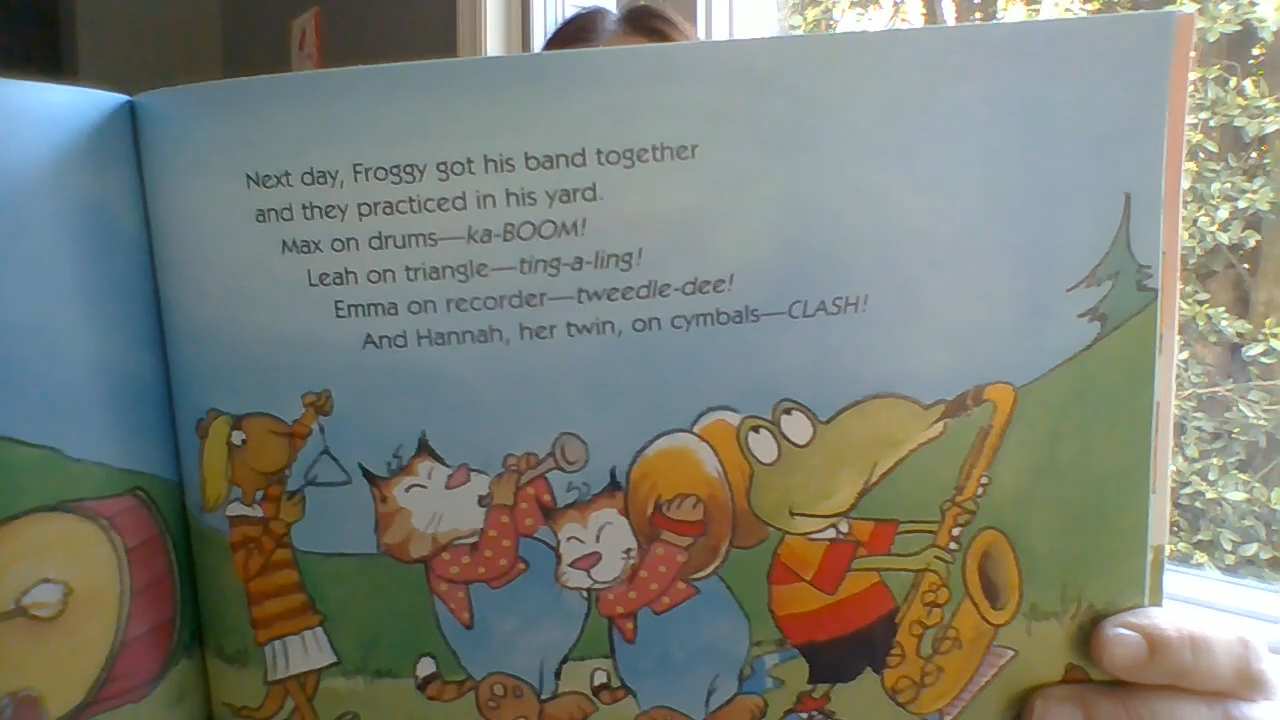 Next day, Froggy got his band together
and they practiced in his yard.
Max on drums—ka-BOOM!
Leah on triangle—ting-a-ling!
Emma on recorder—tweedle-dee!
And Hannah, her twin, on cymbals—CLASH!